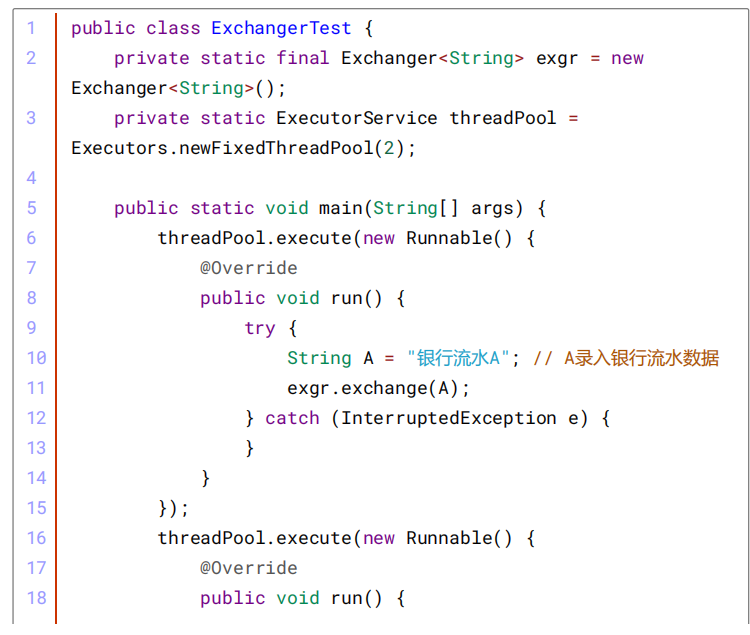 1 public class ExchangerTest {
2     private static final Exchanger<String> exgr = new
Exchanger<String>();
3     private static ExecutorService threadPool =
Executors.newFixedThreadPool(2);
4
5     public static void main(String[] args) {
6         threadPool.execute(new Runnable() {
7             @Override
8             public void run() {
9                 try {
10                     String A = "银行流水A"; // A录入银行流水数据
11                     exgr.exchange(A);
12                 } catch (InterruptedException e) {
13                 }
14             }
15         });
16         threadPool.execute(new Runnable() {
17             @Override
18             public void run() {